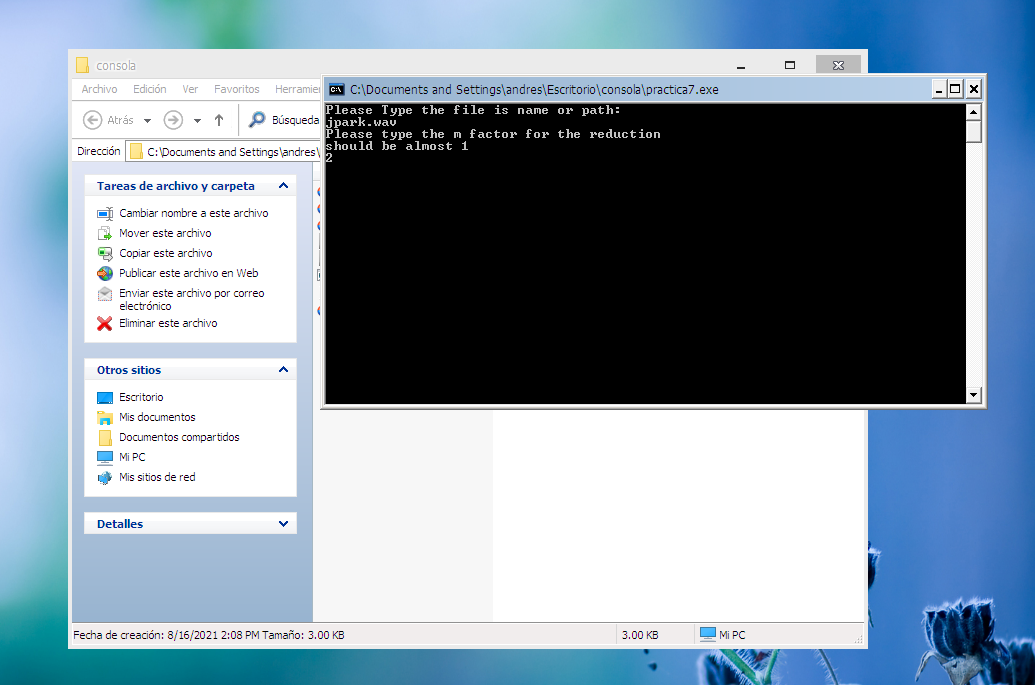 consola
Archivo Edición Ver Favoritos
Atrás Búsqueda
Dirección C:\Documents and Settings\andres\
Tareas de archivo y carpeta
Cambiar nombre a este archivo
Mover este archivo
Copiar este archivo
Publicar este archivo en Web
Enviar este archivo por correo
electrónico
Eliminar este archivo
Otros sitios
Escritorio
Mis documentos
Documentos compartidos
Mi PC
Mis sitios de red
Detalles
C:\Documents and Settings\andres\Escritorio\consola\practica7.exe
Please Type the file is name or path:
jpark.wav
Please type the m factor for the reduction
should be almost 1
2
Fecha de creación: 8/16/2021 2:08 PM Tamaño: 3.00 KB 3.00 KB Mi PC